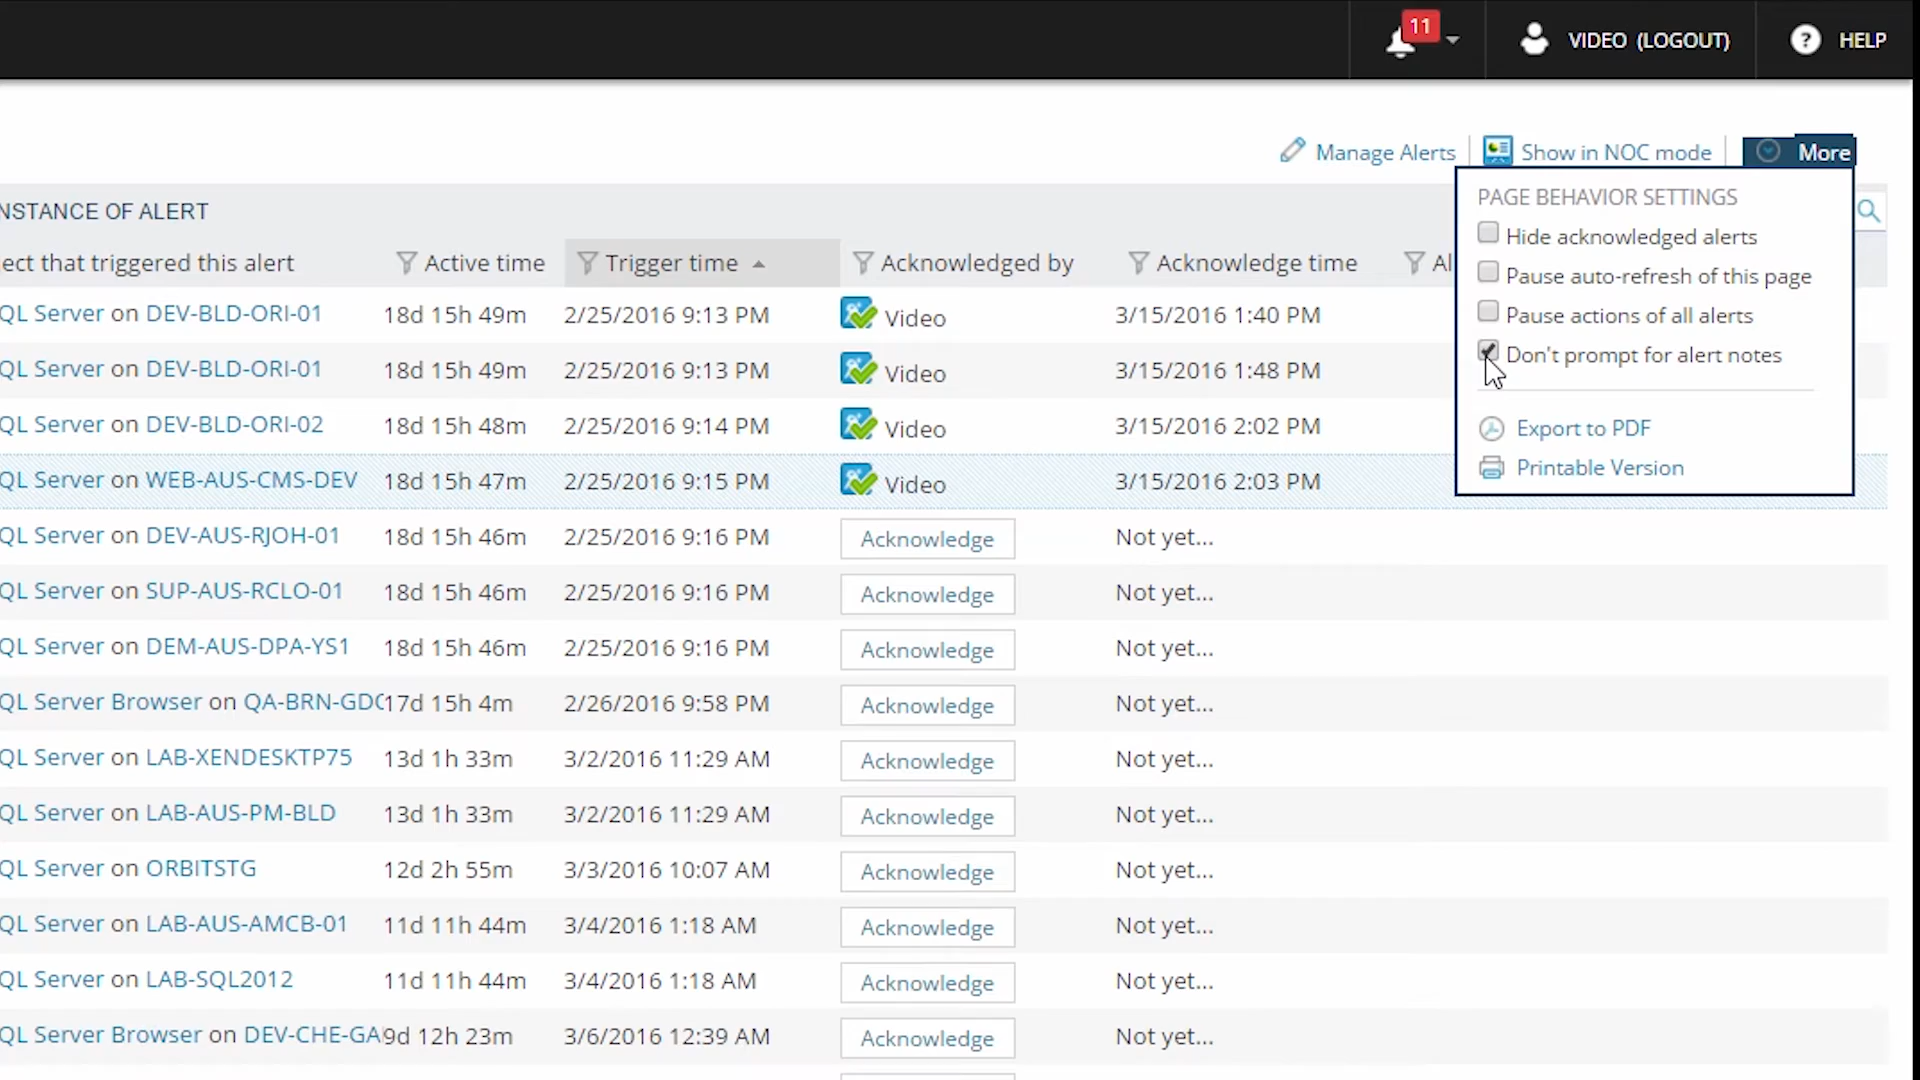 11
VIDEO (LOGOUT)
HELP
Manage Alerts
Show in NOC mode
More
NSTANCE OF ALERT
PAGE BEHAVIOR SETTINGS
Hide acknowledged alerts
Pause auto-refresh of this page
Pause actions of all alerts
Don't prompt for alert notes
Export to PDF
Printable Version
ect that triggered this alert Active time Trigger time Acknowledged by Acknowledge time Al
QL Server on DEV-BLD-ORI-01 18d 15h 49m 2/25/2016 9:13 PM Video 3/15/2016 1:40 PM
QL Server on DEV-BLD-ORI-01 18d 15h 49m 2/25/2016 9:13 PM Video 3/15/2016 1:48 PM
QL Server on DEV-BLD-ORI-02 18d 15h 48m 2/25/2016 9:14 PM Video 3/15/2016 2:02 PM
QL Server on WEB-AUS-CMS-DEV 18d 15h 47m 2/25/2016 9:15 PM Video 3/15/2016 2:03 PM
QL Server on DEV-AUS-RJOH-01 18d 15h 46m 2/25/2016 9:16 PM Acknowledge Not yet...
QL Server on SUP-AUS-RCLO-01 18d 15h 46m 2/25/2016 9:16 PM Acknowledge Not yet...
QL Server on DEM-AUS-DPA-YS1 18d 15h 46m 2/25/2016 9:16 PM Acknowledge Not yet...
QL Server Browser on QA-BRN-GDO 17d 15h 4m 2/26/2016 9:58 PM Acknowledge Not yet...
QL Server on LAB-XENDESKTP75 13d 1h 33m 3/2/2016 11:29 AM Acknowledge Not yet...
QL Server on LAB-AUS-PM-BLD 13d 1h 33m 3/2/2016 11:29 AM Acknowledge Not yet...
QL Server on ORBITSTG 12d 2h 55m 3/3/2016 10:07 AM Acknowledge Not yet...
QL Server on LAB-AUS-AMCB-01 11d 11h 44m 3/4/2016 1:18 AM Acknowledge Not yet...
QL Server on LAB-SQL2012 11d 11h 44m 3/4/2016 1:18 AM Acknowledge Not yet...
QL Server Browser on DEV-CHE-GA 9d 12h 23m 3/6/2016 12:39 AM Acknowledge Not yet...